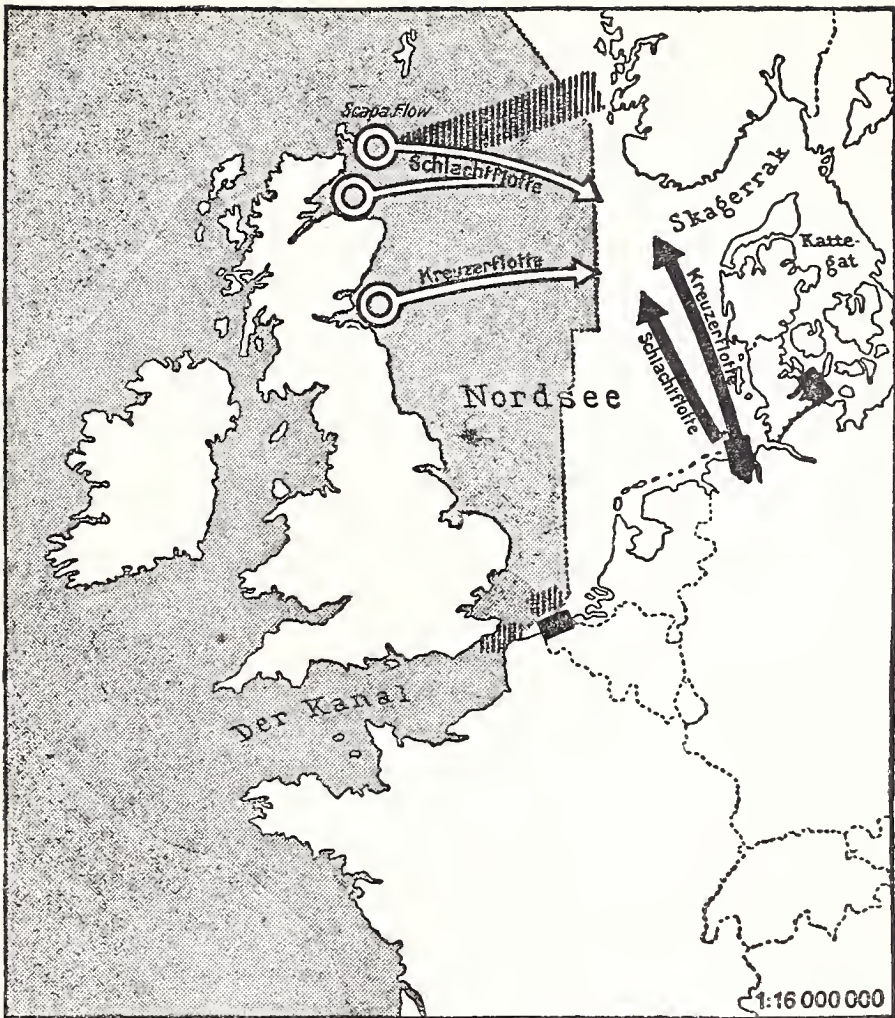 Scapa Flow
Schlachtflotte
Skagerrak
Katte-
gat
Kreuzerflotte
Kreuzerflotte
Schlachtflotte
Nordsee
Der Kanal
1:16 000 000